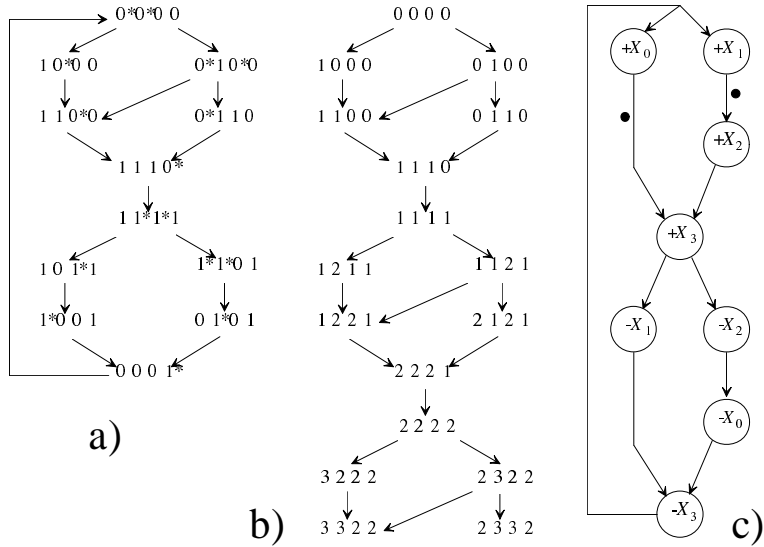 0*0*0 0
1 0*0 0
0*1 0*0
1 1 0*0
0*1 1 0
1 1 1 0*
1 1*1*1
1 0 1*1
1*1*0 1
1*0 0 1
0 1*0 1
0 0 0 1*
a)
0 0 0 0
1 0 0 0
0 1 0 0
1 1 0 0
0 1 1 0
1 1 1 0
1 1 1 1
1 2 1 1
1 1 2 1
1 2 2 1
2 1 2 1
2 2 2 1
2 2 2 2
3 2 2 2
2 3 2 2
3 3 2 2
2 3 3 2
b)
+X0
+X1
+X2
+X3
-X1
-X2
-X0
-X3
c)